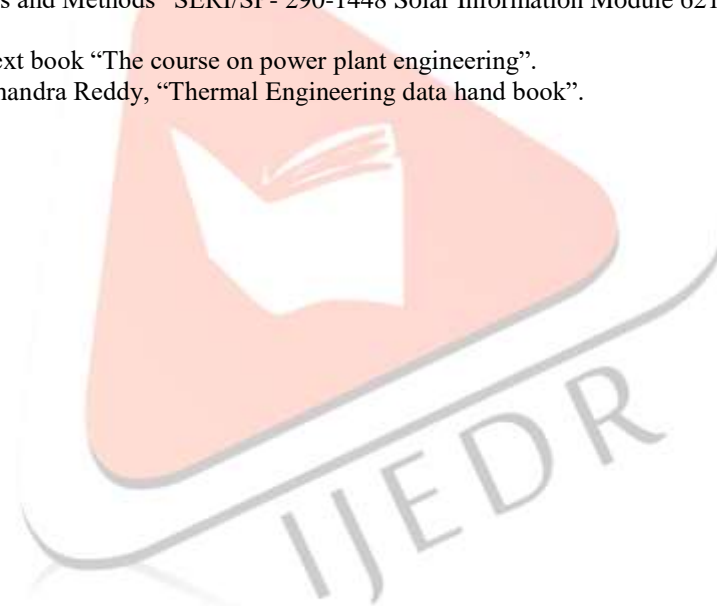 s and Methods" SERI/SP- 290-1448 Solar Information Module 621
ext book “The course on power plant engineering”.
handra Reddy, “Thermal Engineering data hand book”.
IJEDR